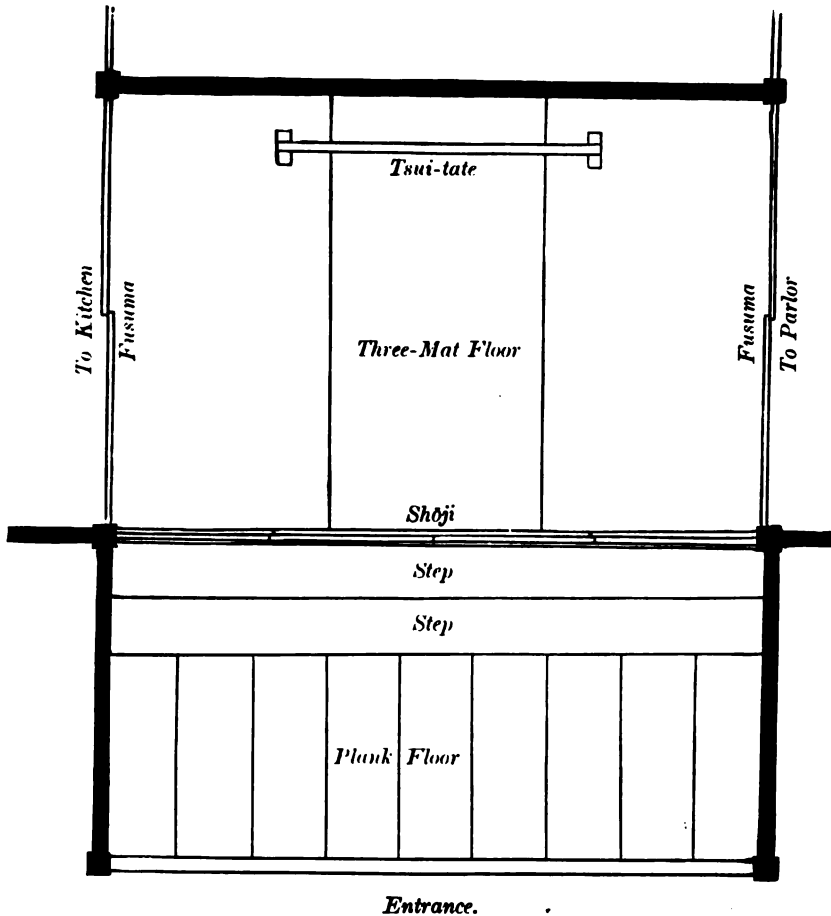 Tsui-tate
To Kitchen
Fusuma
Three-Mat Floor
Fusuma
To Parlor
Shōji
Step
Step
Plank Floor
Entrance.